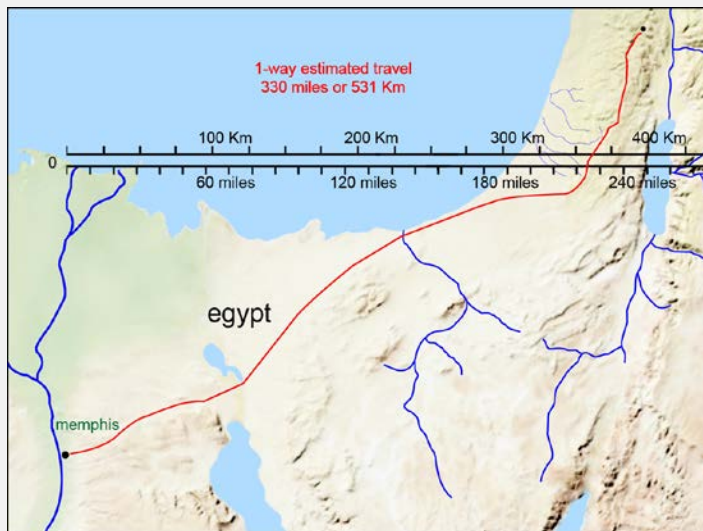 1-way estimated travel
330 miles or 531 Km
100 Km 200 Km 300 Km 400 Km
0
60 miles 120 miles 180 miles 240 miles
egypt
memphis